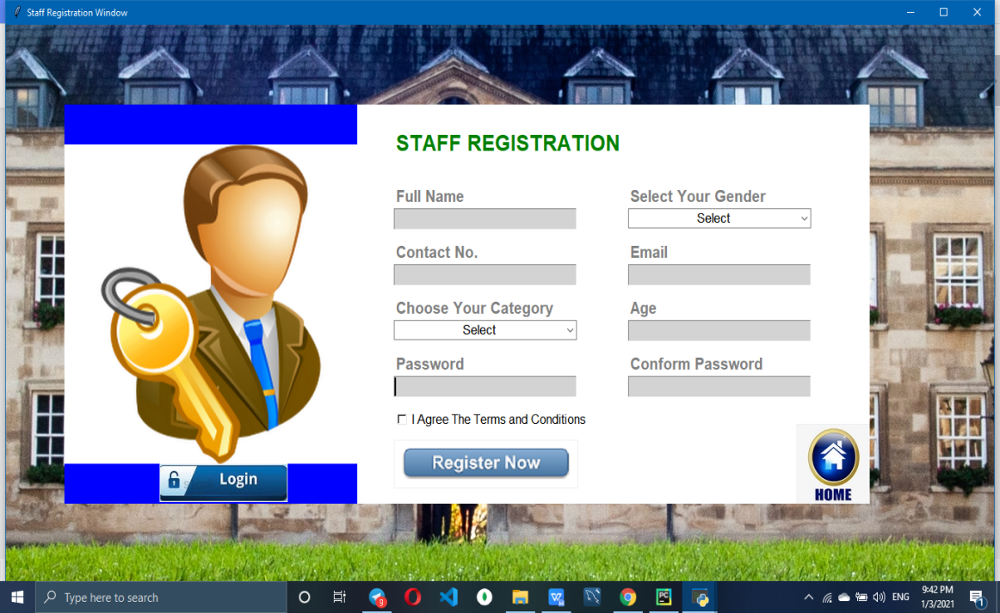 Staff Registration Window
STAFF REGISTRATION
Full Name
Select Your Gender
Select
Contact No.
Email
Choose Your Category
Age
Select
Password
Conform Password
I Agree The Terms and Conditions
Register Now
Login
HOME
Type here to search
9
PC
ENG
9:42 PM
1/3/2021
1